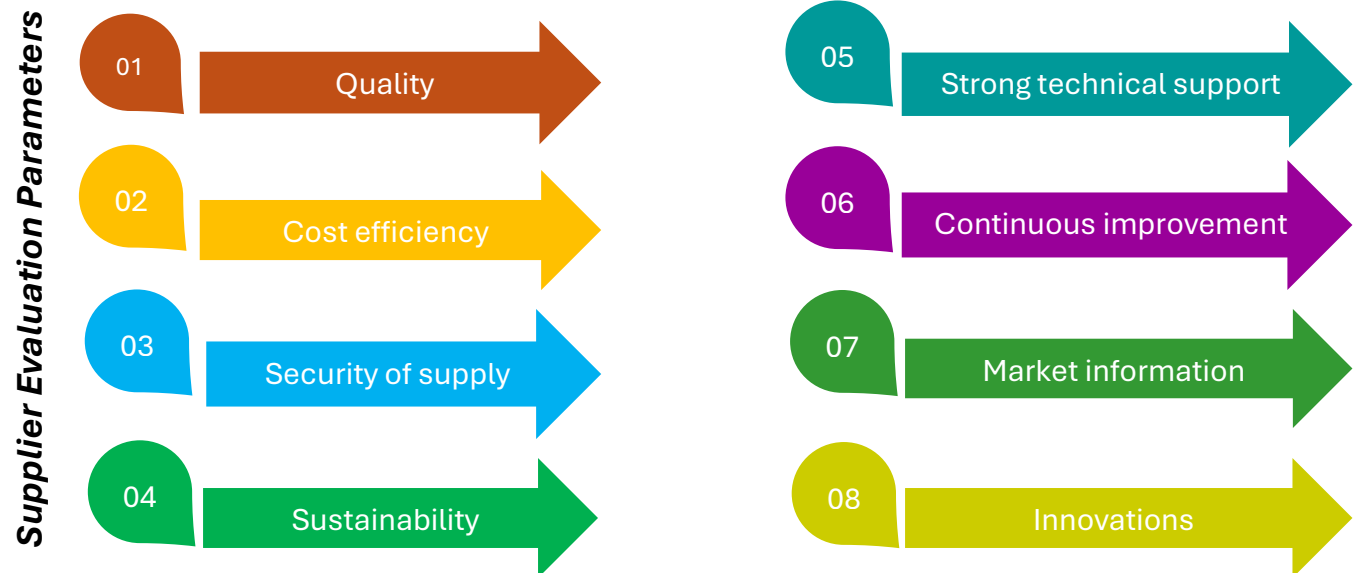 Supplier Evaluation Parameters
01
Quality
02
Cost efficiency
03
Security of supply
04
Sustainability
05
Strong technical support
06
Continuous improvement
07
Market information
08
Innovations